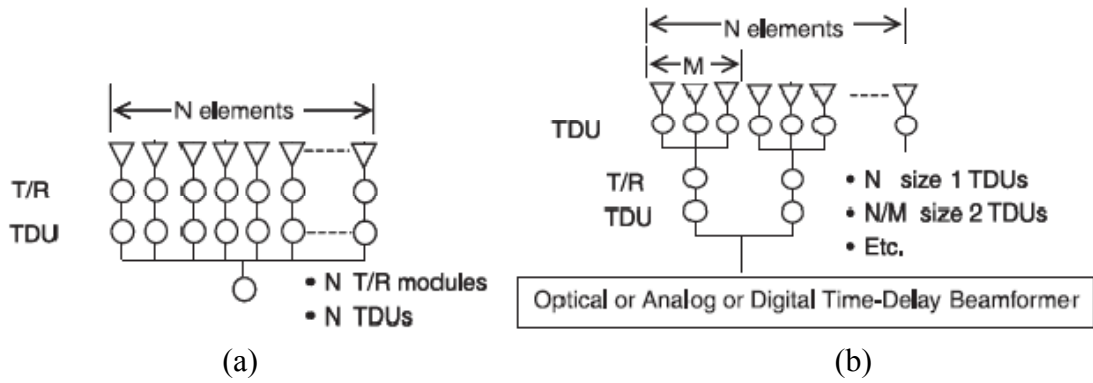 N elements
T/R
TDU
• N T/R modules
• N TDUs
(a)
N elements
M
TDU
T/R
TDU
• N size 1 TDUs
• N/M size 2 TDUs
• Etc.
Optical or Analog or Digital Time-Delay Beamformer
(b)